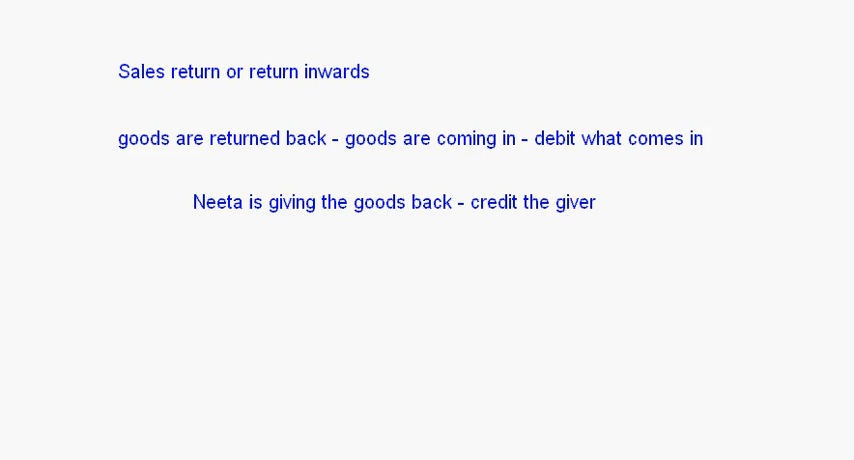 Sales return or return inwards
goods are returned back - goods are coming in - debit what comes in
Neeta is giving the goods back - credit the giver